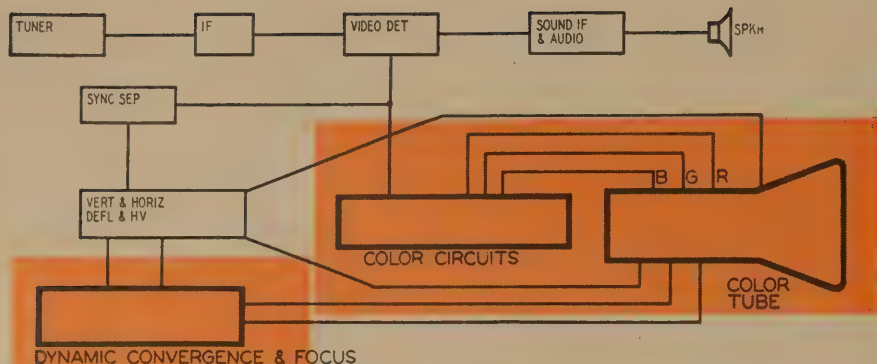 TUNER
IF
VIDEO DET
SOUND IF
& AUDIO
SPKR
SYNC SEP
B G R
VERT & HORIZ
DEFL & HV
COLOR CIRCUITS
COLOR
TUBE
DYNAMIC CONVERGENCE & FOCUS